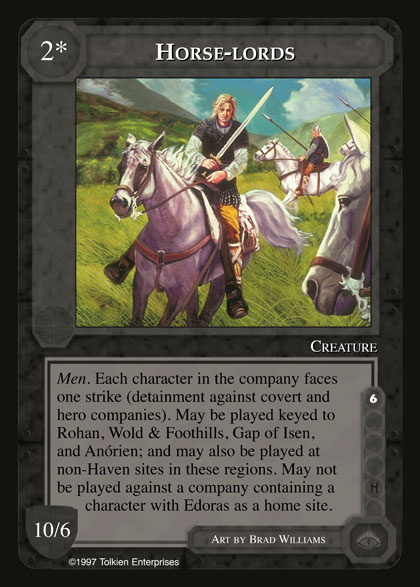 2*
HORSE-LORDS
CREATURE
Men. Each character in the company faces
one strike (detainment against covert and
hero companies). May be played keyed to
Rohan, Wold & Foothills, Gap of Isen,
and Anórien; and may also be played at
non-Haven sites in these regions. May not
be played against a company containing a
character with Edoras as a home site.
6
H
10/6
ART BY BRAD WILLIAMS
©1997 Tolkien Enterprises